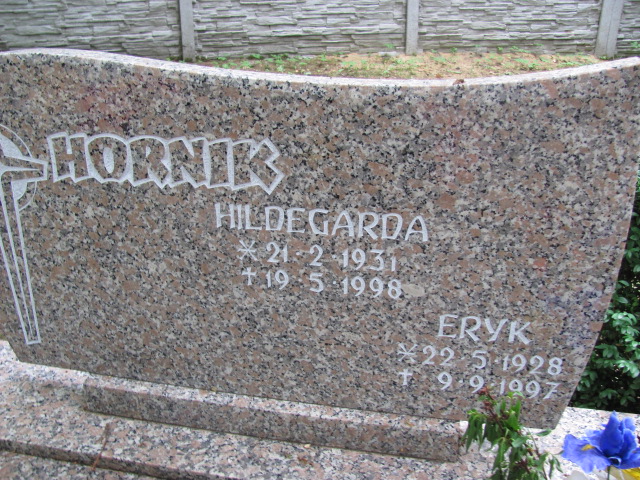 HORNIK
HILDEGARDA
* 21·2·1931
+ 19·5·1998
ERYK
* 22·5·1928
+ 9·9·1997